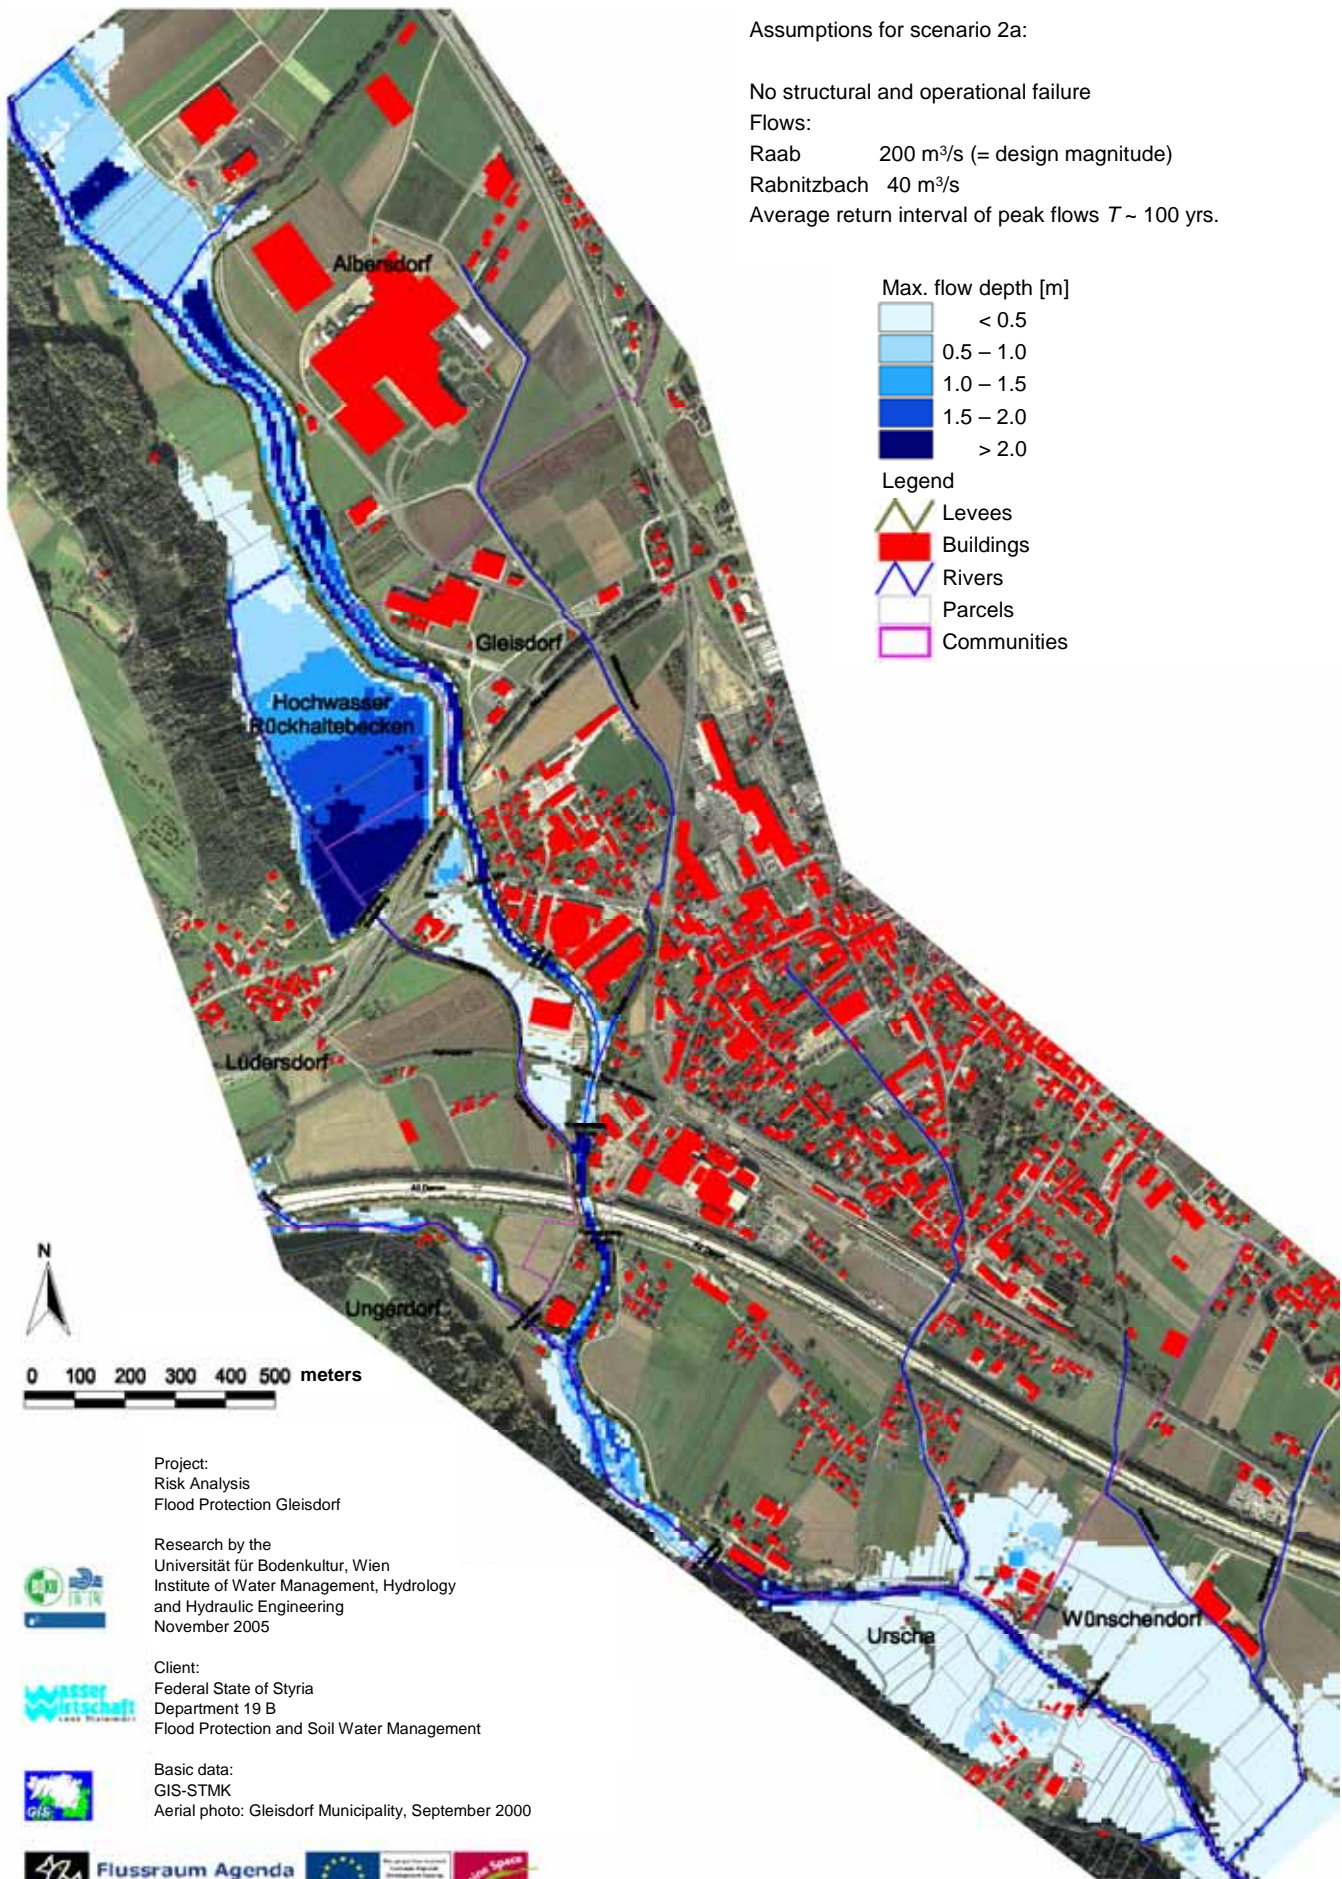 Assumptions for scenario 2a:
No structural and operational failure
Flows:
Raab 200 m³/s (= design magnitude)
Rabnitzbach 40 m³/s
Average return interval of peak flows T ~ 100 yrs.
Max. flow depth [m]
< 0.5
0.5 – 1.0
1.0 – 1.5
1.5 – 2.0
> 2.0
Legend
Levees
Buildings
Rivers
Parcels
Communities
Albersdorf
Gleisdorf
Hochwasser
Rückhaltebecken
Lüdersdorf
Ungerdorf
Urscha
Wünschendorf
N
0 100 200 300 400 500 meters
Project:
Risk Analysis
Flood Protection Gleisdorf
Research by the
Universität für Bodenkultur, Wien
Institute of Water Management, Hydrology
and Hydraulic Engineering
November 2005
Client:
Federal State of Styria
Department 19 B
Flood Protection and Soil Water Management
Wasser
Wirtschaft
Basic data:
GIS-STMK
Aerial photo: Gleisdorf Municipality, September 2000
GIS
Flussraum Agenda
Space